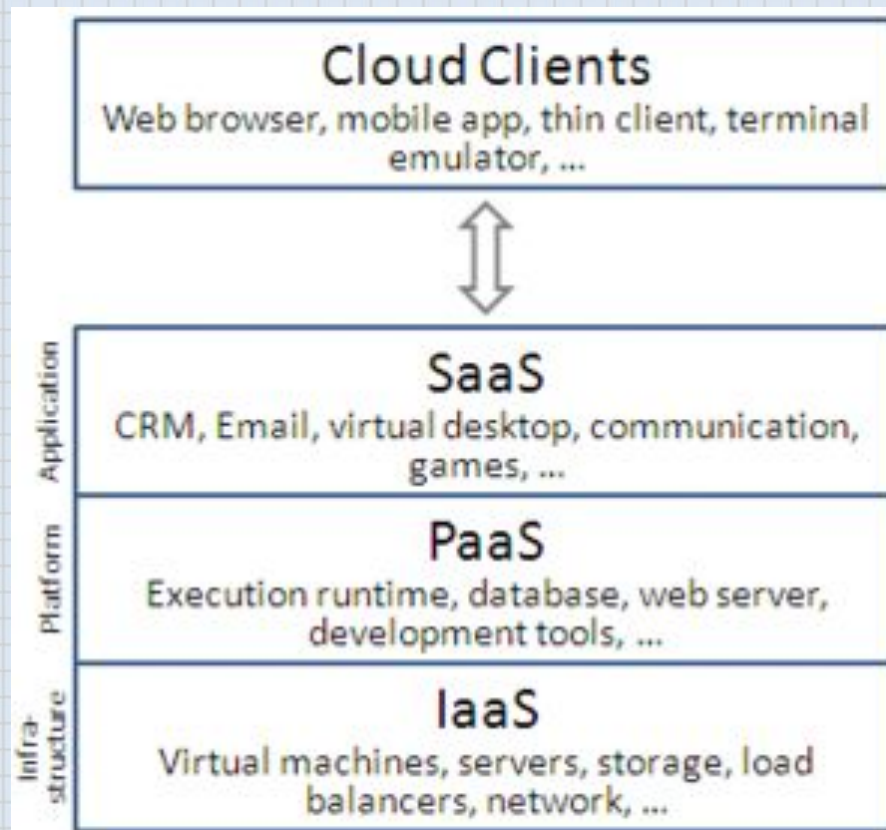 Cloud Clients
Web browser, mobile app, thin client, terminal
emulator, ...
Application
SaaS
CRM, Email, virtual desktop, communication,
games, ...
Platform
PaaS
Execution runtime, database, web server,
development tools, ...
Infra-
structure
IaaS
Virtual machines, servers, storage, load
balancers, network, ...